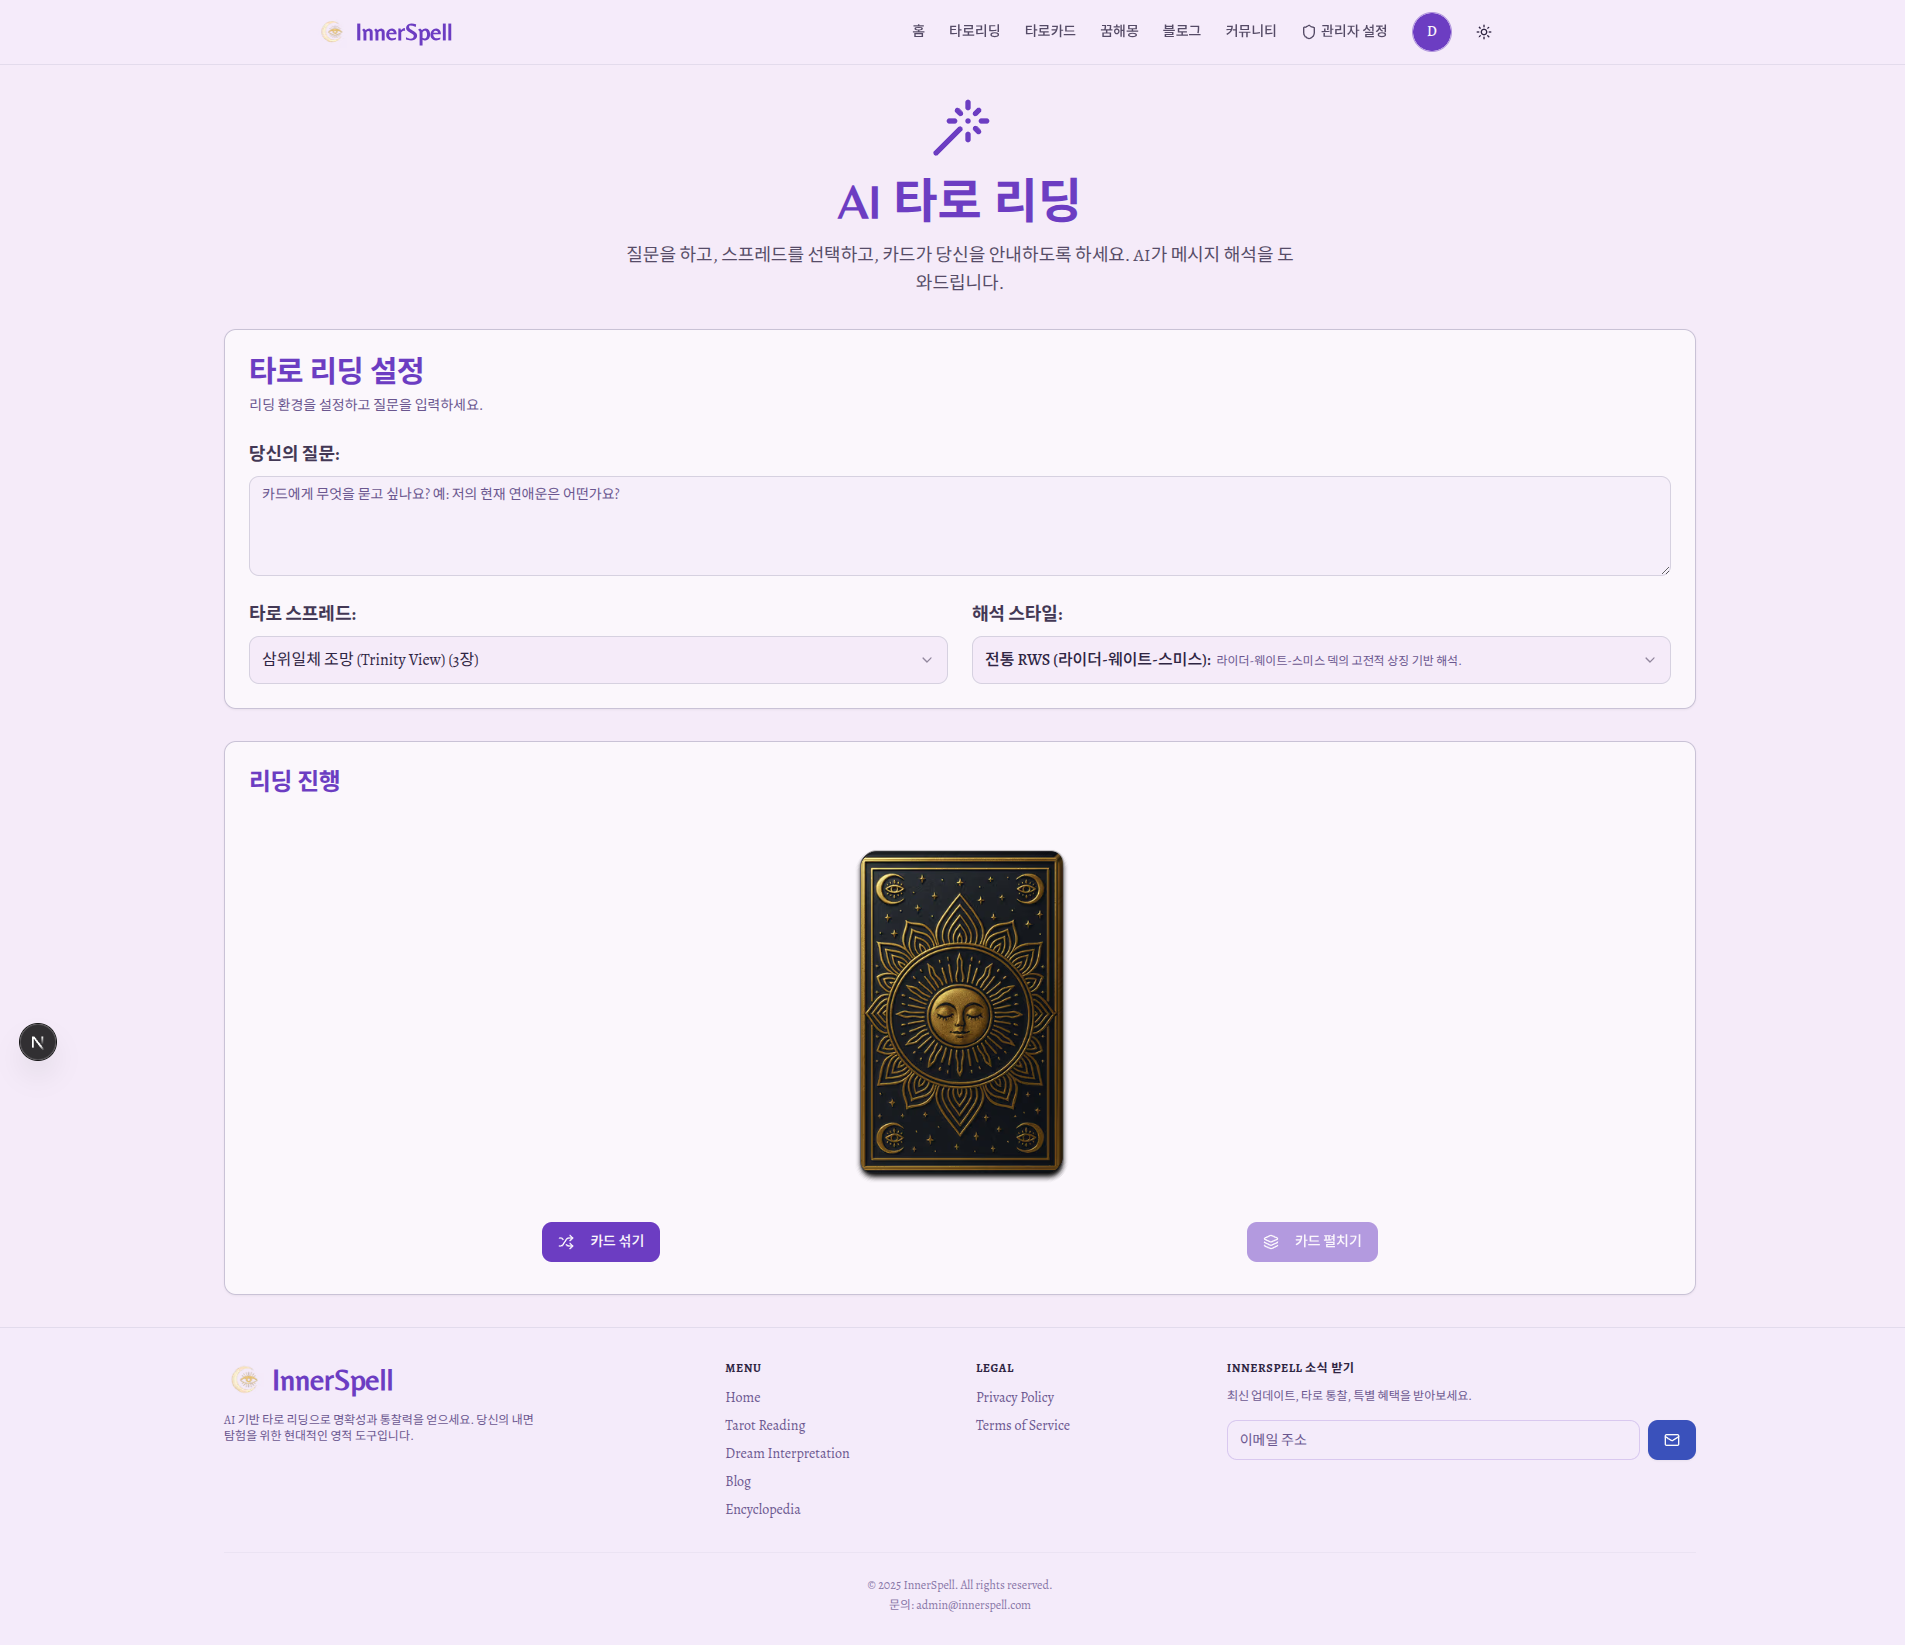 InnerSpell
홈 타로리딩 타로카드 꿈해몽 블로그 커뮤니티 관리자 설정 D
AI 타로 리딩
질문을 하고, 스프레드를 선택하고, 카드가 당신을 안내하도록 하세요. AI가 메시지 해석을 도
와드립니다.
타로 리딩 설정
리딩 환경을 설정하고 질문을 입력하세요.
당신의 질문:
카드에게 무엇을 묻고 싶나요? 예: 저의 현재 연애운은 어떤가요?
타로 스프레드:
삼위일체 조망 (Trinity View) (3장)
해석 스타일:
전통 RWS (라이더-웨이트-스미스): 라이더-웨이트-스미스 덱의 고전적 상징 기반 해석.
리딩 진행
카드 섞기
카드 펼치기
N
InnerSpell
AI 기반 타로 리딩으로 명확성과 통찰력을 얻으세요. 당신의 내면
탐험을 위한 현대적인 영적 도구입니다.
MENU
Home
Tarot Reading
Dream Interpretation
Blog
Encyclopedia
LEGAL
Privacy Policy
Terms of Service
INNERSPELL 소식 받기
최신 업데이트, 타로 통찰, 특별 혜택을 받아보세요.
이메일 주소
© 2025 InnerSpell. All rights reserved.
문의: admin@innerspell.com